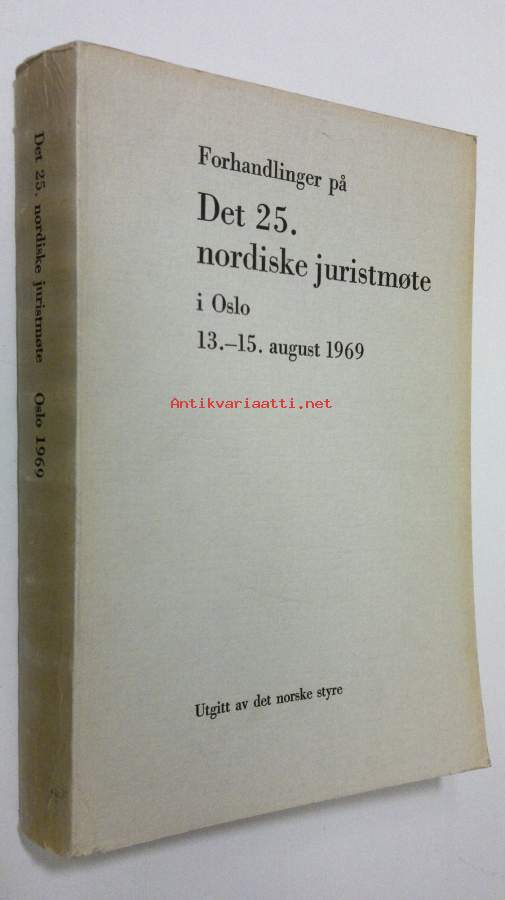 Forhandlinger på
Det 25.
nordiske juristmøte
i Oslo
13.–15. august 1969
Antikvariaatti.net
Utgitt av det norske styre
Det 25. nordiske juristmøte Oslo 1969